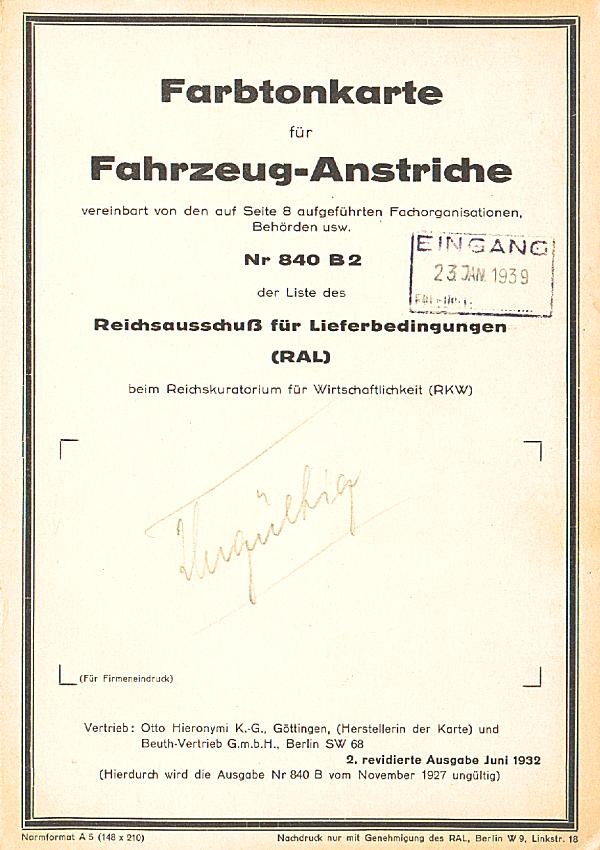 Farbtonkarte
für
Fahrzeug-Anstriche
vereinbart von den auf Seite 8 aufgeführten Fachorganisationen,
Behörden usw.
EINGANG
23. JAN. 1939
Nr 840 B 2
der Liste des
Reichsausschuß für Lieferbedingungen
(RAL)
beim Reichskuratorium für Wirtschaftlichkeit (RKW)
Ungültig
(Für Firmeneindruck)
Vertrieb: Otto Hieronymi K.-G., Göttingen, (Herstellerin der Karte) und
Beuth-Vertrieb G.m.b.H., Berlin SW 68
2. revidierte Ausgabe Juni 1932
(Hierdurch wird die Ausgabe Nr 840 B vom November 1927 ungültig)
Normformat A 5 (148 x 210)
Nachdruck nur mit Genehmigung des RAL, Berlin W 9, Linkstr. 18